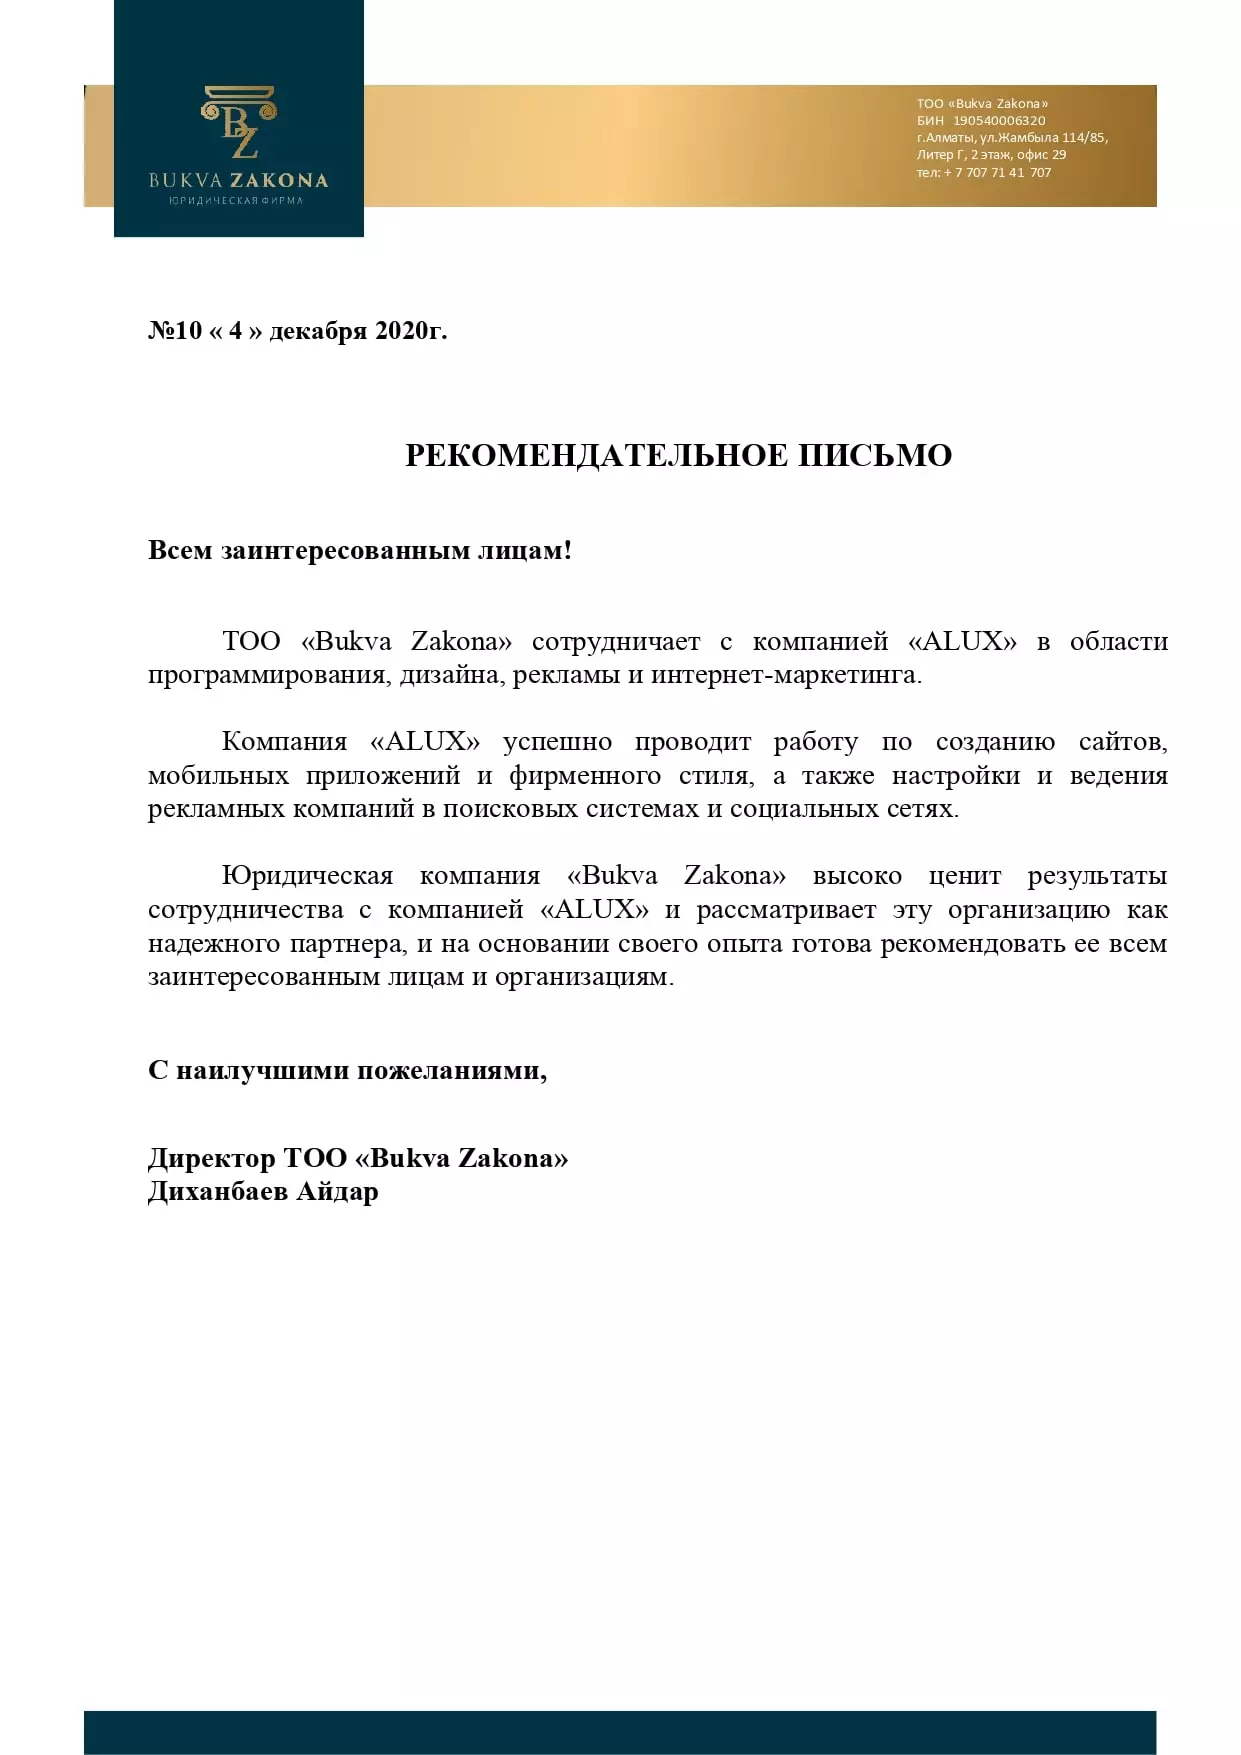 BZ
BUKVA ZAKONA
ЮРИДИЧЕСКАЯ ФИРМА
ТОО «Bukva Zakona»
БИН 190540006320
г.Алматы, ул.Жамбыла 114/85,
Литер Г, 2 этаж, офис 29
тел: + 7 707 71 41 707
№10 « 4 » декабря 2020г.
РЕКОМЕНДАТЕЛЬНОЕ ПИСЬМО
Всем заинтересованным лицам!
ТОО «Bukva Zakona» сотрудничает с компанией «ALUX» в области
программирования, дизайна, рекламы и интернет-маркетинга.
Компания «ALUX» успешно проводит работу по созданию сайтов,
мобильных приложений и фирменного стиля, а также настройки и ведения
рекламных компаний в поисковых системах и социальных сетях.
Юридическая компания «Bukva Zakona» высоко ценит результаты
сотрудничества с компанией «ALUX» и рассматривает эту организацию как
надежного партнера, и на основании своего опыта готова рекомендовать ее всем
заинтересованным лицам и организациям.
С наилучшими пожеланиями,
Директор ТОО «Bukva Zakona»
Диханбаев Айдар